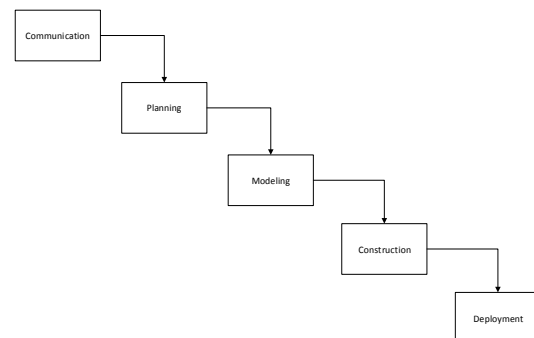 Communication
Planning
Modeling
Construction
Deployment